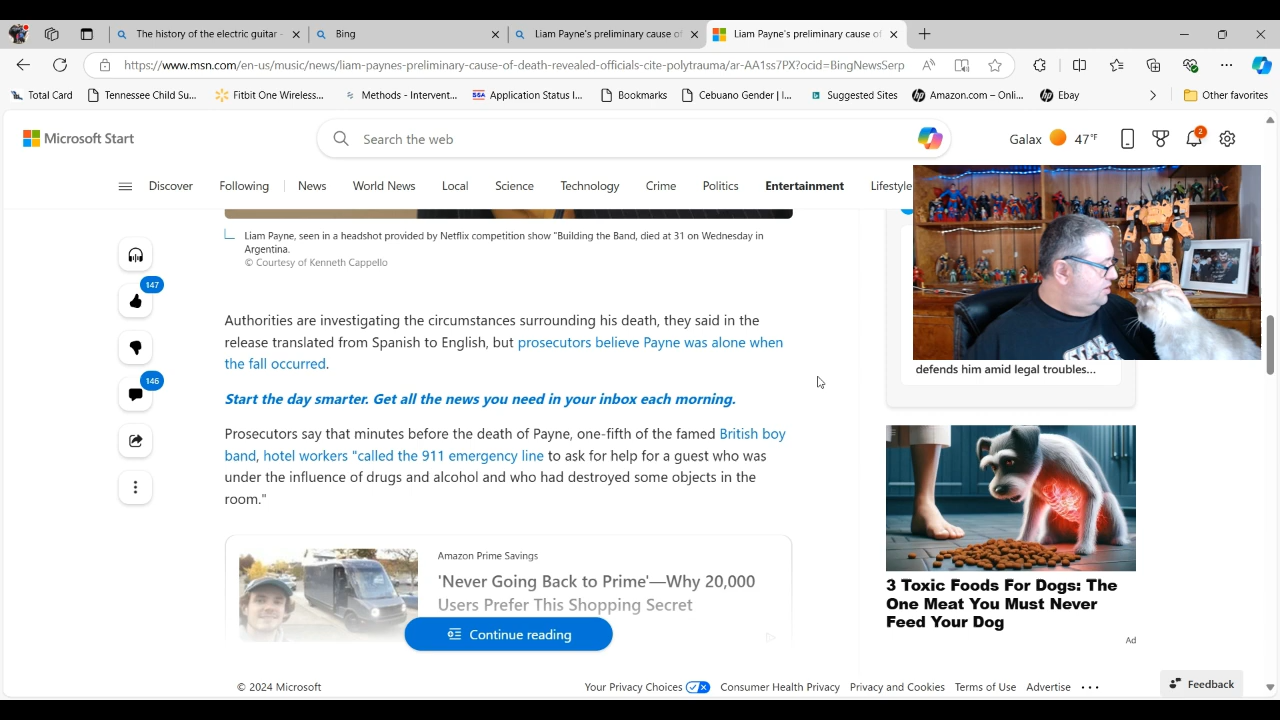 The history of the electric guitar -
Bing
Liam Payne's preliminary cause of
Liam Payne's preliminary cause of
https://www.msn.com/en-us/music/news/liam-paynes-preliminary-cause-of-death-revealed-officials-cite-polytrauma/ar-AA1ss7PX?ocid=BingNewsSerp
Total Card
Tennessee Child Su...
Fitbit One Wireless...
Methods - Intervent...
SSA Application Status I...
Bookmarks
Cebuano Gender | I...
Suggested Sites
Amazon.com – Onli...
Ebay
Other favorites
Microsoft Start
Search the web
Galax 47°F
2
Discover
Following
News
World News
Local
Science
Technology
Crime
Politics
Entertainment
Lifestyle
Liam Payne, seen in a headshot provided by Netflix competition show "Building the Band, died at 31 on Wednesday in
Argentina.
© Courtesy of Kenneth Cappello
147
146
Authorities are investigating the circumstances surrounding his death, they said in the
release translated from Spanish to English, but prosecutors believe Payne was alone when
the fall occurred.
Start the day smarter. Get all the news you need in your inbox each morning.
Prosecutors say that minutes before the death of Payne, one-fifth of the famed British boy
band, hotel workers "called the 911 emergency line to ask for help for a guest who was
under the influence of drugs and alcohol and who had destroyed some objects in the
room."
Amazon Prime Savings
'Never Going Back to Prime'—Why 20,000
Users Prefer This Shopping Secret
Continue reading
STAR
WARS
defends him amid legal troubles...
3 Toxic Foods For Dogs: The
One Meat You Must Never
Feed Your Dog
Ad
© 2024 Microsoft
Your Privacy Choices
Consumer Health Privacy
Privacy and Cookies
Terms of Use
Advertise
Feedback